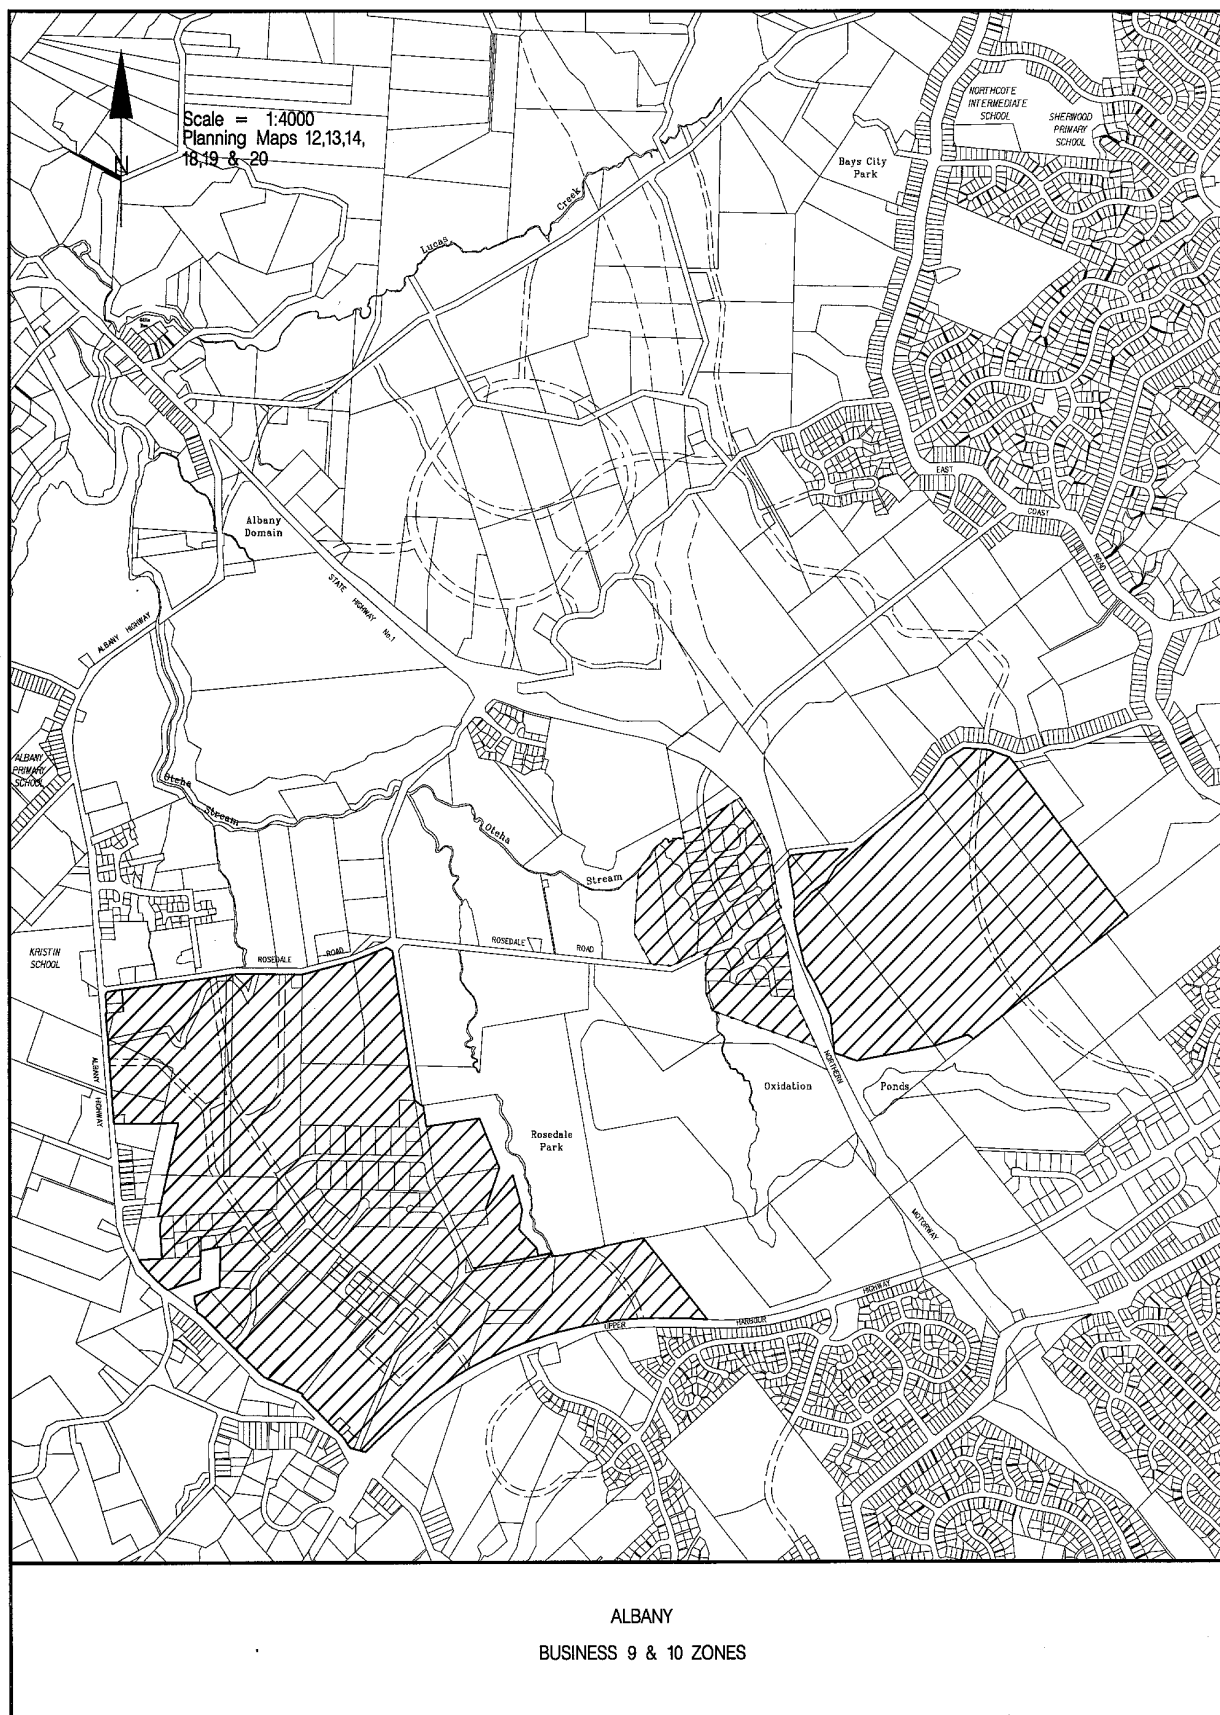 Scale = 1:4000
Planning Maps 12,13,14,
18,19 & 20
N
NORTHCOTE
INTERMEDIATE
SCHOOL
SHERWOOD
PRIMARY
SCHOOL
Bays City
Park
Lucas
Creek
EAST
COAST
ROAD
Albany
Domain
STATE HIGHWAY No.1
ALBANY HIGHWAY
ALBANY
PRIMARY
SCHOOL
Oteha
Stream
Oteha
Stream
KRISTIN
SCHOOL
ROSEDALE ROAD
ROSEDALE ROAD
ALBANY HIGHWAY
NORTHERN
Oxidation Ponds
Rosedale
Park
MOTORWAY
UPPER HARBOUR HIGHWAY
ALBANY
BUSINESS 9 & 10 ZONES